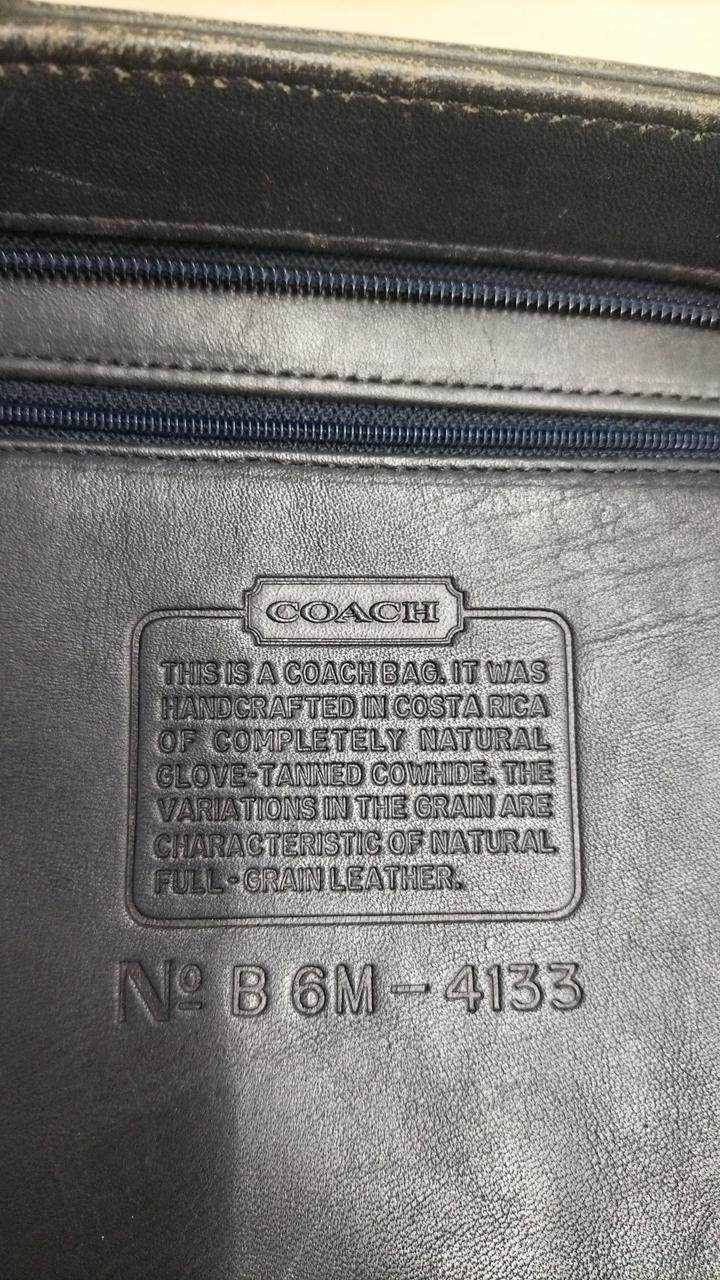 COACH
THIS IS A COACH BAG. IT WAS
HANDCRAFTED IN COSTA RICA
OF COMPLETELY NATURAL
GLOVE-TANNED COWHIDE. THE
VARIATIONS IN THE GRAIN ARE
CHARACTERISTIC OF NATURAL
FULL-GRAIN LEATHER.
Nº B 6M-4133